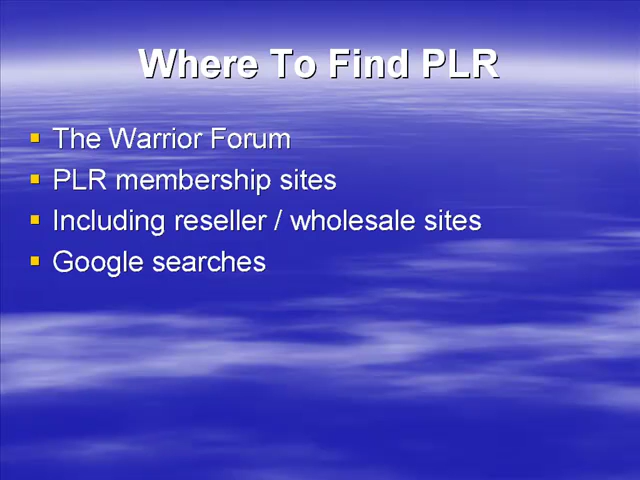 Where To Find PLR
The Warrior Forum
PLR membership sites
Including reseller / wholesale sites
Google searches